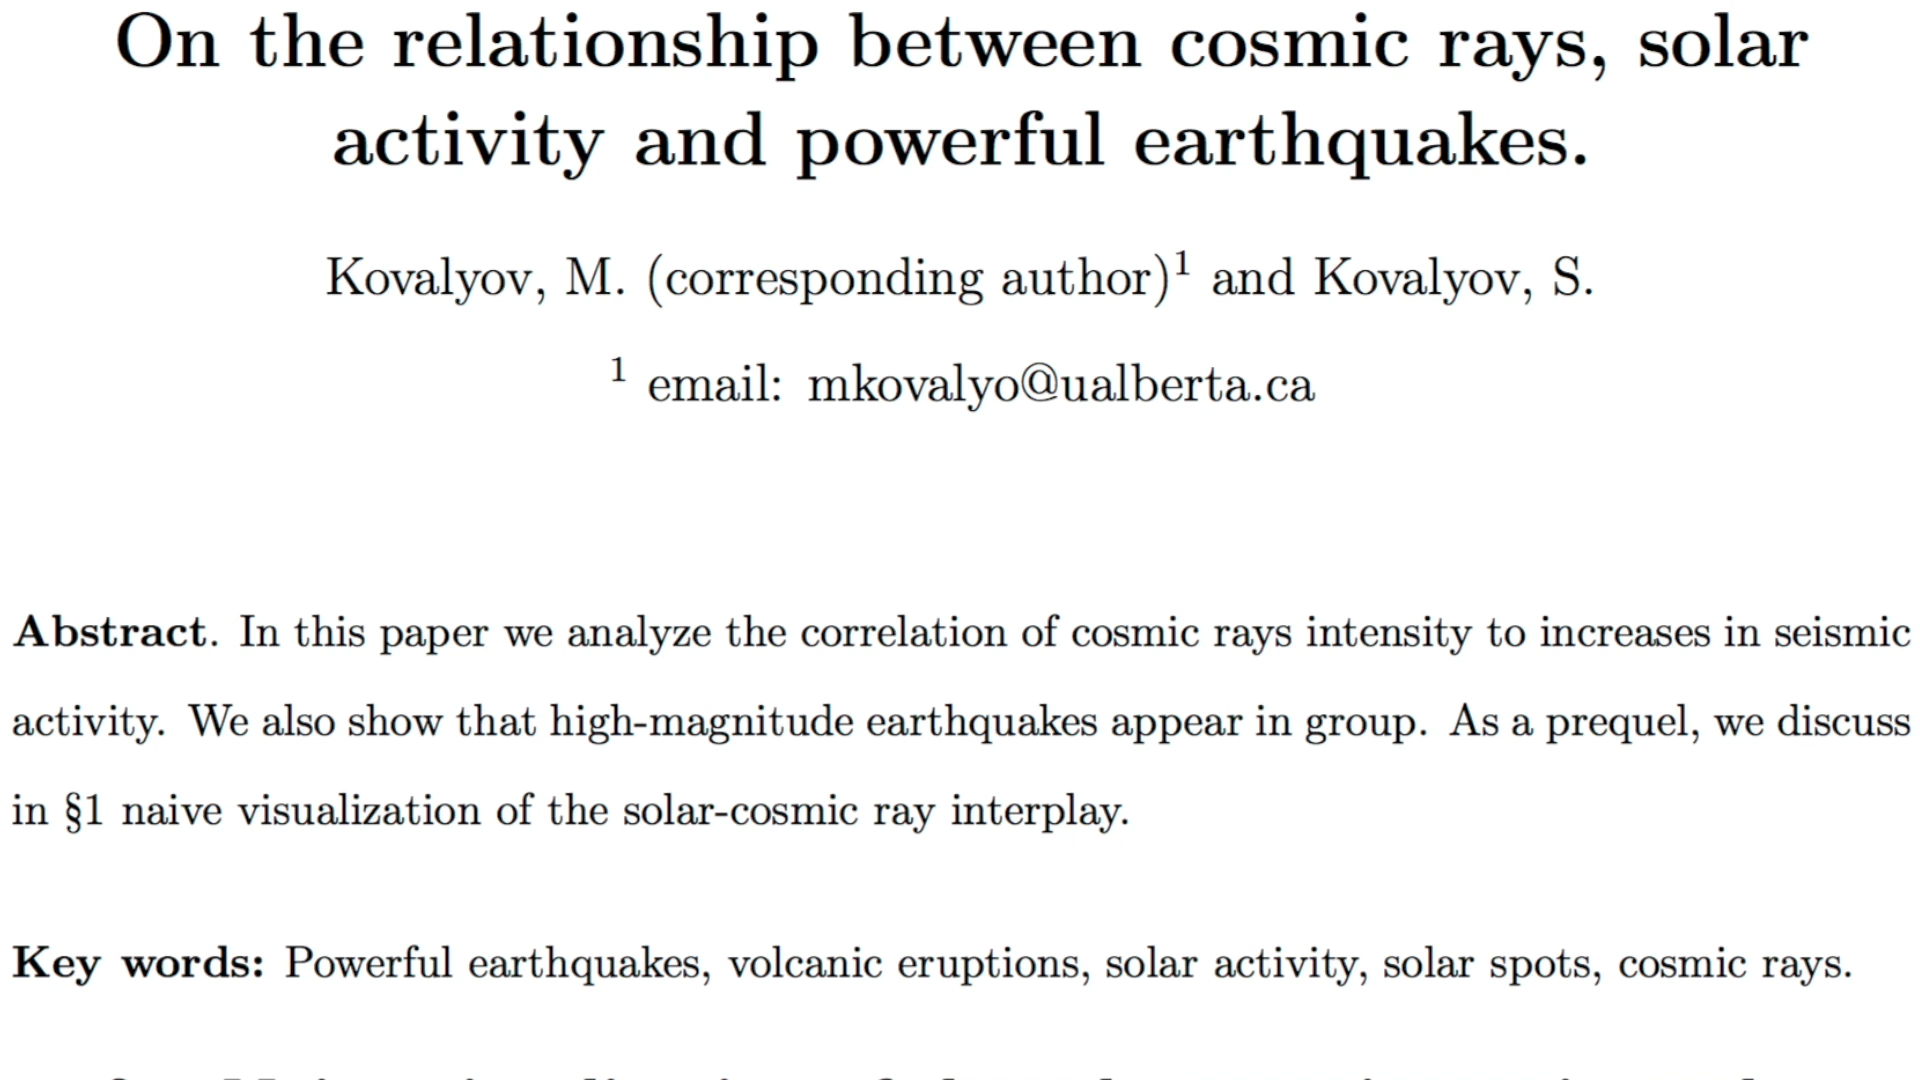 On the relationship between cosmic rays, solar
activity and powerful earthquakes.
Kovalyov, M. (corresponding author)¹ and Kovalyov, S.
¹ email: mkovalyo@ualberta.ca
Abstract. In this paper we analyze the correlation of cosmic rays intensity to increases in seismic
activity. We also show that high-magnitude earthquakes appear in group. As a prequel, we discuss
in §1 naive visualization of the solar-cosmic ray interplay.
Key words: Powerful earthquakes, volcanic eruptions, solar activity, solar spots, cosmic rays.